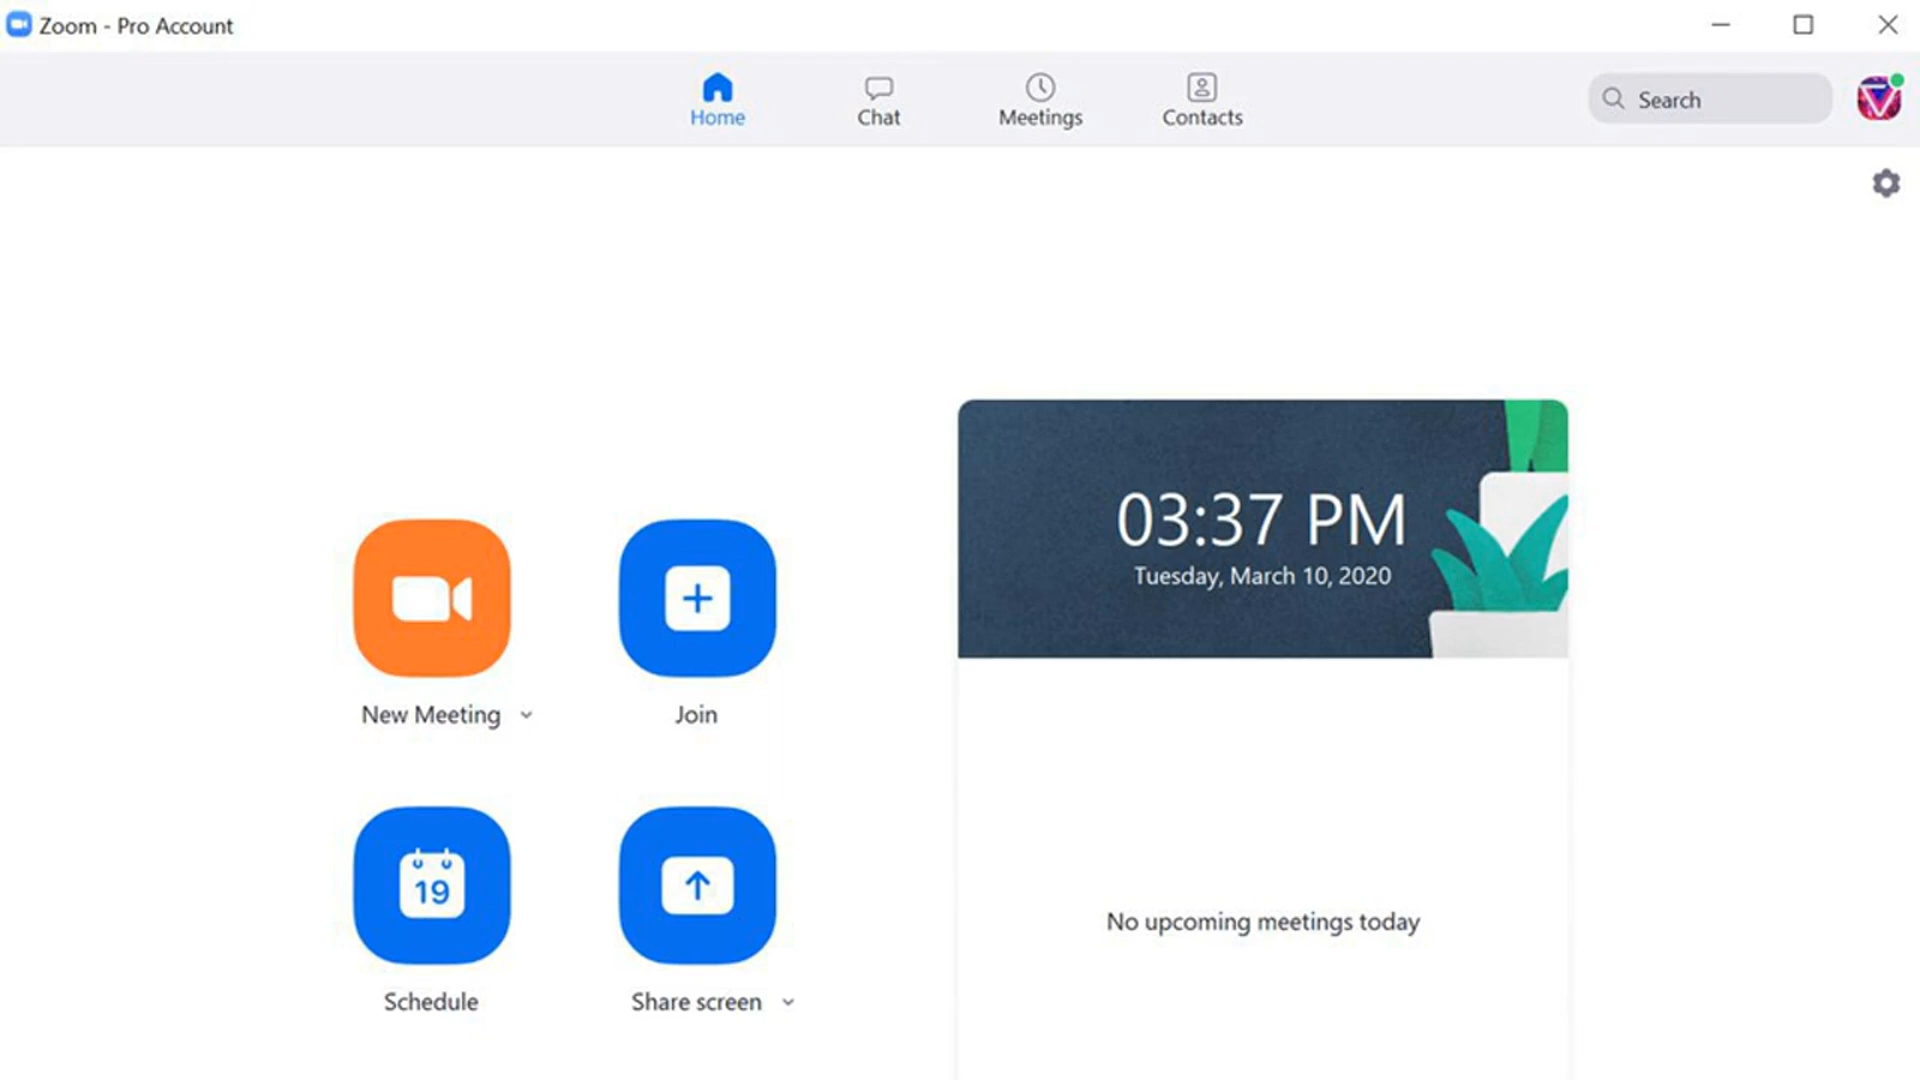 Zoom - Pro Account
Home
Chat
Meetings
Contacts
Search
03:37 PM
Tuesday, March 10, 2020
New Meeting
Join
19
Schedule
Share screen
No upcoming meetings today